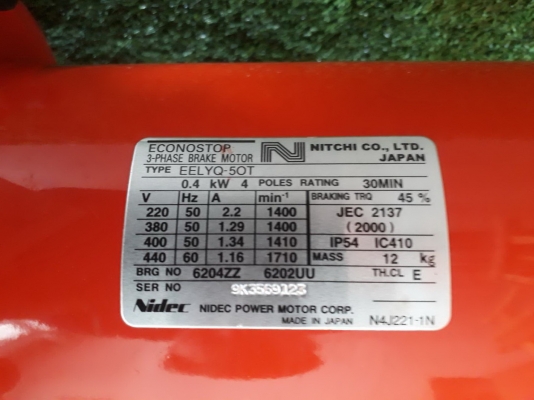 ECONOSTOP
3-PHASE BRAKE MOTOR
N NITCHI CO., LTD.
JAPAN
TYPE EELYQ-50T
0.4 kW 4 POLES RATING 30MIN
V Hz A min⁻¹ BRAKING TRQ 45 %
220 50 2.2 1400 JEC 2137
380 50 1.29 1400 (2000)
400 50 1.34 1410 IP54 IC410
440 60 1.16 1710 MASS 12 kg
BRG NO 6204ZZ 6202UU TH.CL E
SER NO 9K3569123
Nidec NIDEC POWER MOTOR CORP.
MADE IN JAPAN N4J221-1N